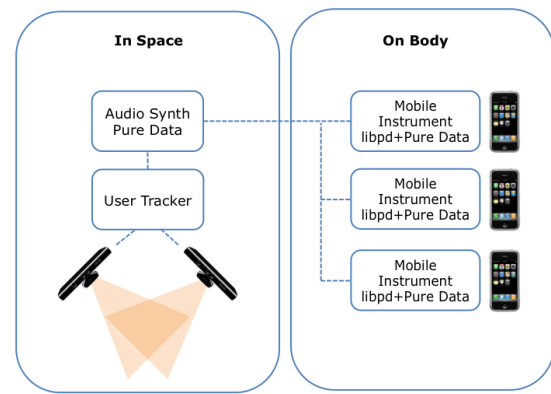 In Space
Audio Synth
Pure Data
User Tracker
On Body
Mobile
Instrument
libpd+Pure Data
Mobile
Instrument
libpd+Pure Data
Mobile
Instrument
libpd+Pure Data